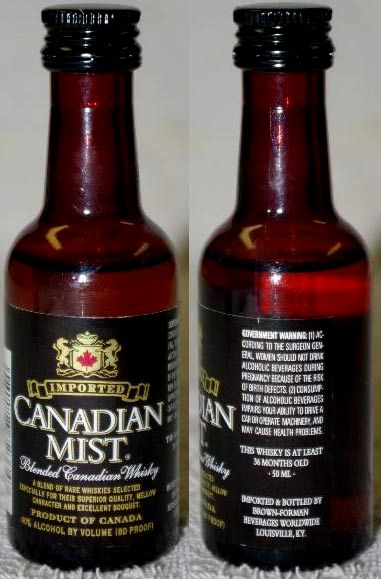 IMPORTED
CANADIAN
MIST®
Blended Canadian Whisky
A BLEND OF RARE WHISKIES SELECTED
ESPECIALLY FOR THEIR SUPERIOR QUALITY, MELLOW
CHARACTER AND EXCELLENT BOUQUET.
PRODUCT OF CANADA
40% ALCOHOL BY VOLUME (80 PROOF)
GOVERNMENT WARNING: (1) AC-
CORDING TO THE SURGEON GEN-
ERAL, WOMEN SHOULD NOT DRINK
ALCOHOLIC BEVERAGES DURING
PREGNANCY BECAUSE OF THE RISK
OF BIRTH DEFECTS. (2) CONSUMP-
TION OF ALCOHOLIC BEVERAGES
IMPAIRS YOUR ABILITY TO DRIVE A
CAR OR OPERATE MACHINERY, AND
MAY CAUSE HEALTH PROBLEMS.
THIS WHISKY IS AT LEAST
36 MONTHS OLD
· 50 ML ·
IMPORTED & BOTTLED BY
BROWN-FORMAN
BEVERAGES WORLDWIDE
LOUISVILLE, KY.